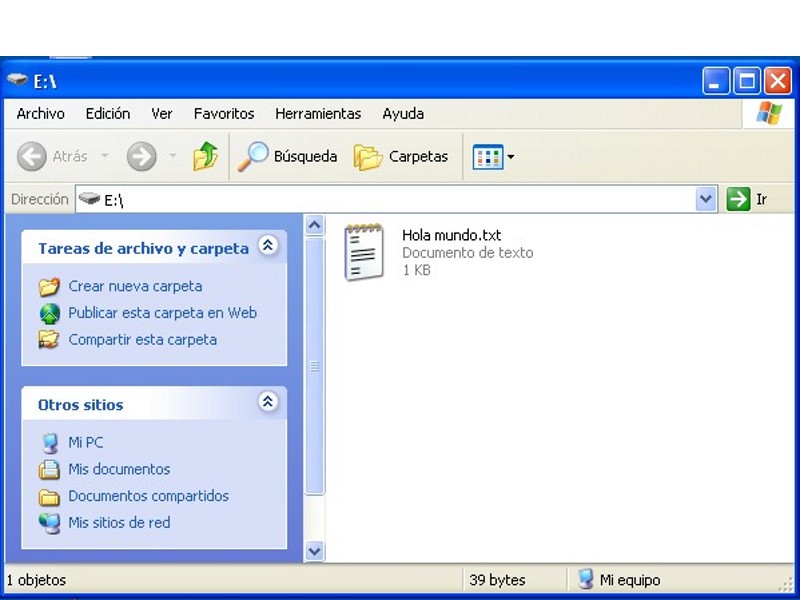 E:\
Archivo Edición Ver Favoritos Herramientas Ayuda
Atrás Búsqueda Carpetas
Dirección E:\ Ir
Tareas de archivo y carpeta
Crear nueva carpeta
Publicar esta carpeta en Web
Compartir esta carpeta
Otros sitios
Mi PC
Mis documentos
Documentos compartidos
Mis sitios de red
Hola mundo.txt
Documento de texto
1 KB
1 objetos 39 bytes Mi equipo